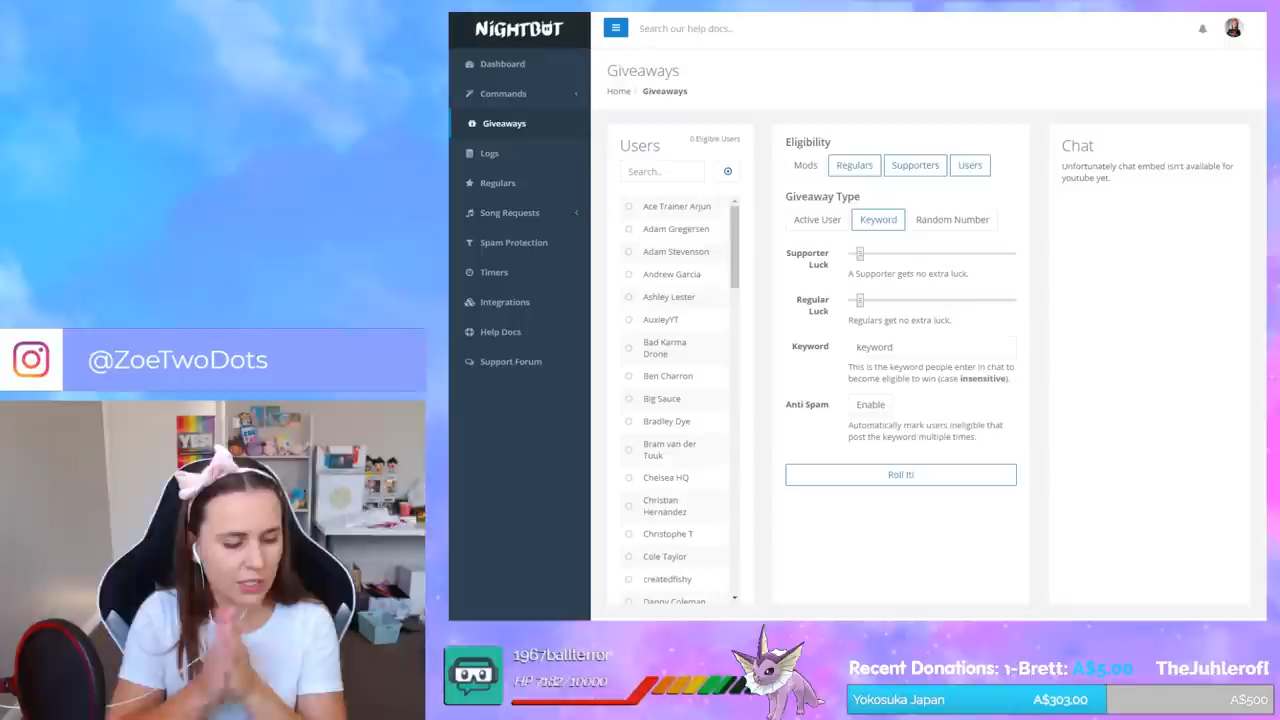 NIGHTBOT
Search our help docs..
Dashboard
Commands
Giveaways
Logs
Regulars
Song Requests
Spam Protection
Timers
Integrations
Help Docs
Support Forum
Giveaways
Home / Giveaways
Users
0 Eligible Users
Search..
Ace Trainer Arjun
Adam Gregersen
Adam Stevenson
Andrew Garcia
Ashley Lester
AuxieyYT
Bad Karma
Drone
Ben Charron
Big Sauce
Bradley Dye
Bram van der
Tuuk
Chelsea HQ
Christian
Hernandez
Christophe T
Cole Taylor
createdfishy
Danny Coleman
Eligibility
Mods Regulars Supporters Users
Giveaway Type
Active User Keyword Random Number
Supporter
Luck
A Supporter gets no extra luck.
Regular
Luck
Regulars get no extra luck.
Keyword
keyword
This is the keyword people enter in chat to
become eligible to win (case insensitive).
Anti Spam
Enable
Automatically mark users ineligible that
post the keyword multiple times.
Roll It!
Chat
Unfortunately chat embed isn't available for
youtube yet.
@ZoeTwoDots
1967ballterror
HP 7182/10000
Recent Donations: 1-Brett: A$5.00 TheJuhlerofl
Yokosuka Japan A$303.00 A$500